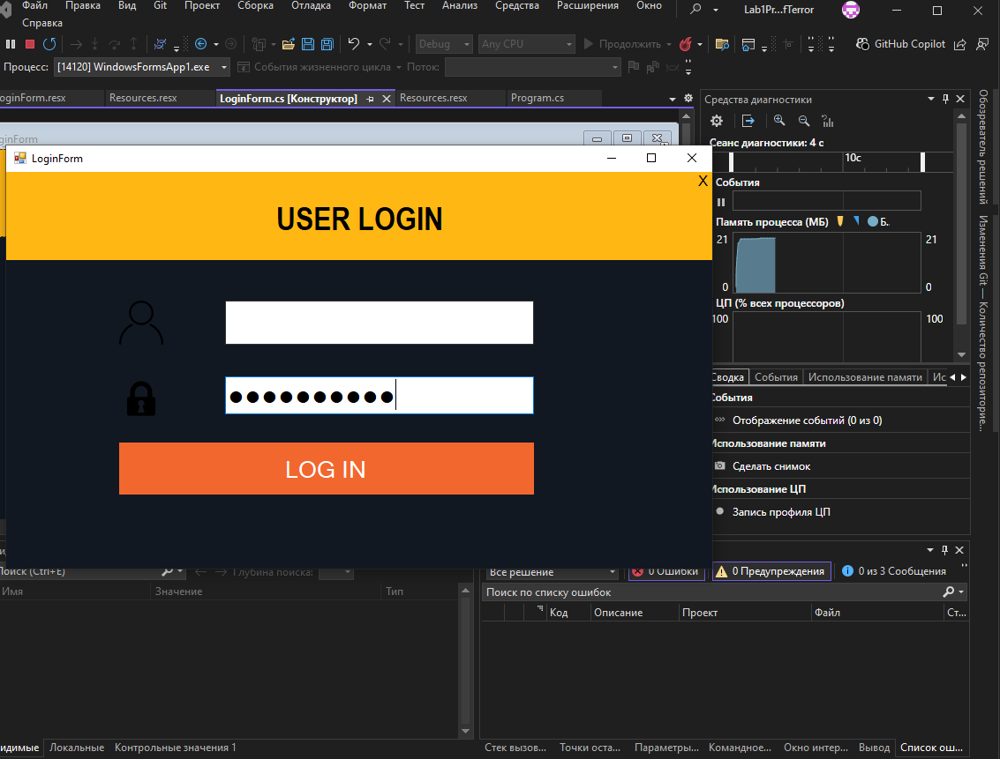 Файл Правка Вид Git Проект Сборка Отладка Формат Тест Анализ Средства Расширения Окно Lab1Pr...fTerror
Справка
Debug Any CPU Продолжить GitHub Copilot
Процесс: [14120] WindowsFormsApp1.exe События жизненного цикла Поток:
oginForm.resx Resources.resx LoginForm.cs [Конструктор] Resources.resx Program.cs
Средства диагностики
Сеанс диагностики: 4 с
10с
События
Память процесса (МБ) Б..
21 21
0 0
ЦП (% всех процессоров)
100 100
Сводка События Использование памяти Ис
События
Отображение событий (0 из 0)
Использование памяти
Сделать снимок
Использование ЦП
Запись профиля ЦП
Обозреватель решений
Изменения Git — Количество репозиторие...
ginForm
LoginForm
X
USER LOGIN
●●●●●●●●●●
LOG IN
Поиск (Ctrl+E) Глубина поиска:
Имя Значение Тип
Все решение 0 Ошибки 0 Предупреждения 0 из 3 Сообщения
Поиск по списку ошибок
Код Описание Проект Файл Ст...
идимые Локальные Контрольные значения 1
Стек вызов... Точки оста... Параметры... Командное... Окно интер... Вывод Список ош...